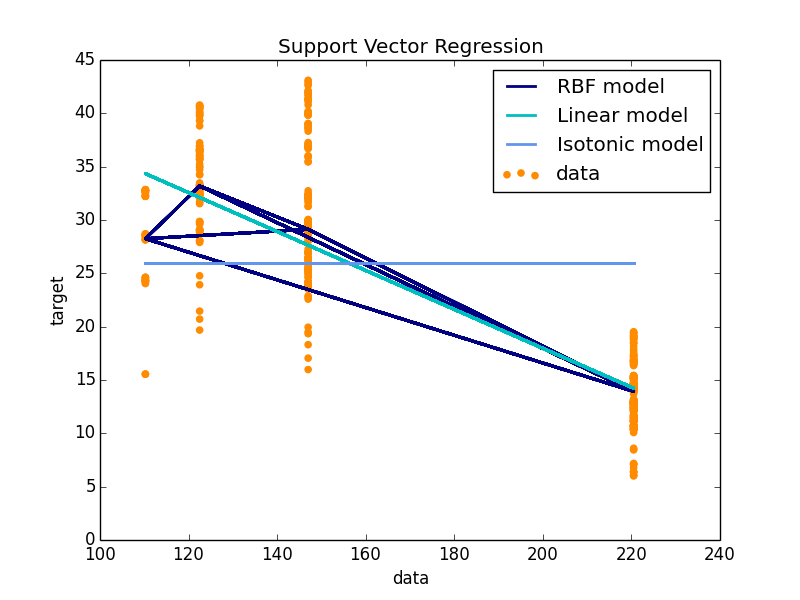 Support Vector Regression
RBF model
Linear model
Isotonic model
data
target
45
40
35
30
25
20
15
10
5
0
100 120 140 160 180 200 220 240
data